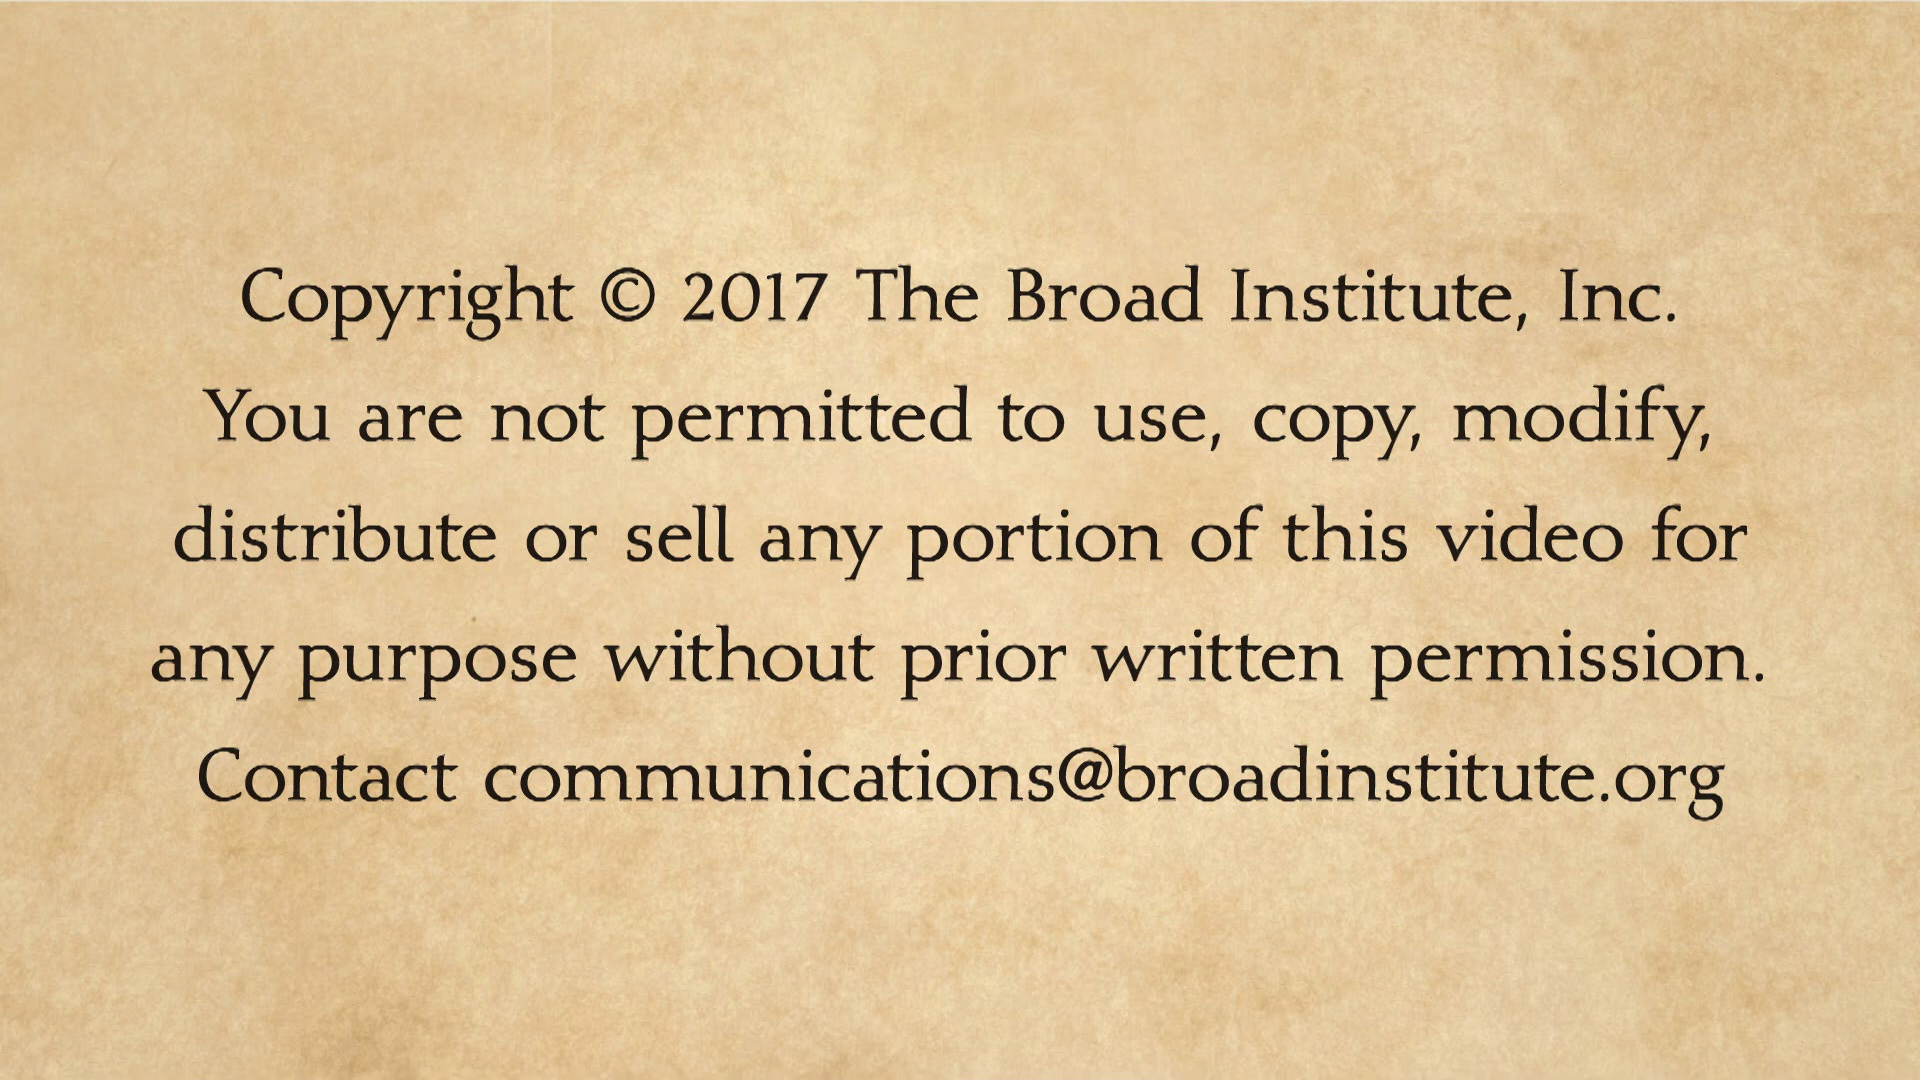 Copyright © 2017 The Broad Institute, Inc.
You are not permitted to use, copy, modify,
distribute or sell any portion of this video for
any purpose without prior written permission.
Contact communications@broadinstitute.org